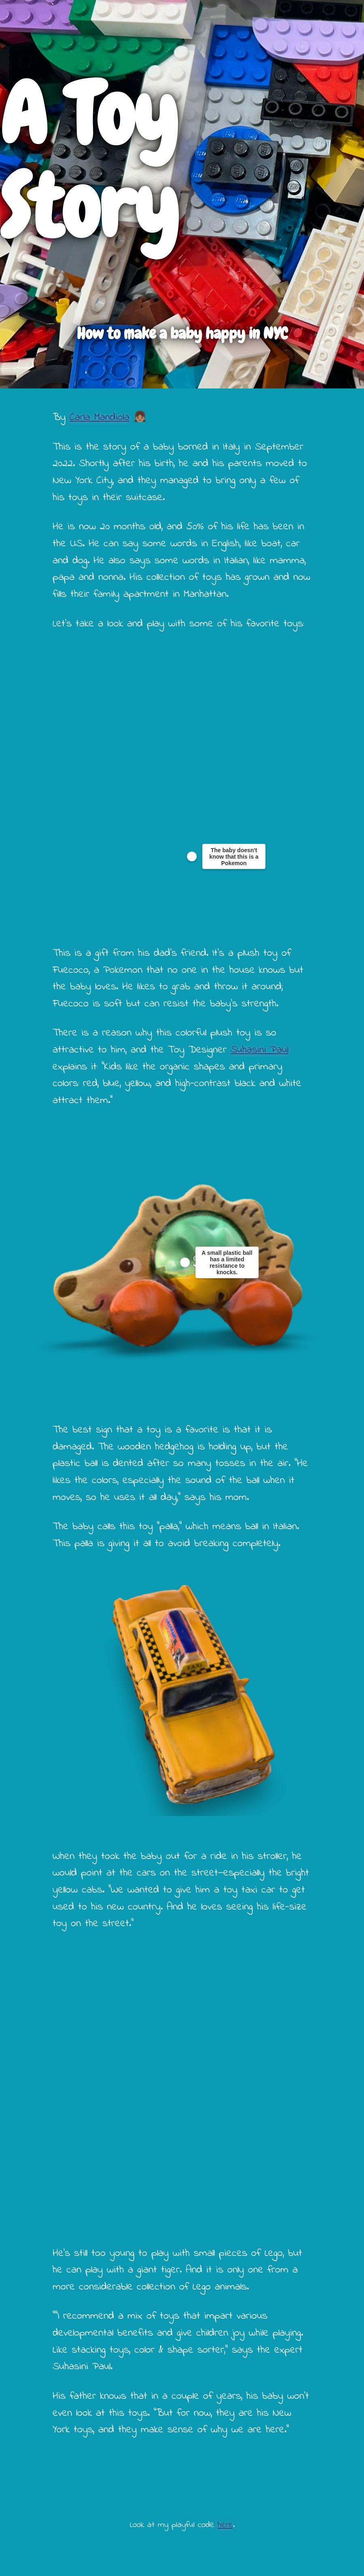 A Toy
Story
How to make a baby happy in NYC
By Carla Mandiola 👧🏽
This is the story of a baby borned in Italy in September
2022. Shortly after his birth, he and his parents moved to
New York City, and they managed to bring only a few of
his toys in their suitcase.
He is now 20 months old, and 50% of his life has been in
the U.S. He can say some words in English, like boat, car
and dog. He also says some words in Italian, like mamma,
papa and nonna. His collection of toys has grown and now
fills their family apartment in Manhattan.
Let's take a look and play with some of his favorite toys:
The baby doesn't
know that this is a
Pokemon
This is a gift from his dad's friend. It's a plush toy of
Fuecoco, a Pokemon that no one in the house knows but
the baby loves. He likes to grab and throw it around;
Fuecoco is soft but can resist the baby's strength.
There is a reason why this colorful plush toy is so
attractive to him, and the Toy Designer Suhasini Paul
explains it "Kids like the organic shapes and primary
colors: red, blue, yellow, and high-contrast black and white
attract them."
A small plastic ball
has a limited
resistance to
knocks.
The best sign that a toy is a favorite is that it is
damaged. The wooden hedgehog is holding up, but the
plastic ball is dented after so many tosses in the air. "He
likes the colors, especially the sound of the ball when it
moves, so he uses it all day," says his mom.
The baby calls this toy "palla," which means ball in Italian.
This palla is giving it all to avoid breaking completely.
When they took the baby out for a ride in his stroller, he
would point at the cars on the street—especially the bright
yellow cabs. "We wanted to give him a toy taxi car to get
used to his new country. And he loves seeing his life-size
toy on the street."
He's still too young to play with small pieces of Lego, but
he can play with a giant tiger. And it is only one from a
more considerable collection of Lego animals.
"I recommend a mix of toys that impart various
developmental benefits and give children joy while playing.
Like stacking toys, color & shape sorter," says the expert
Suhasini Paul.
His father knows that in a couple of years, his baby won't
even look at this toys. "But for now, they are his New
York toys, and they make sense of why we are here."
Look at my playful code here.